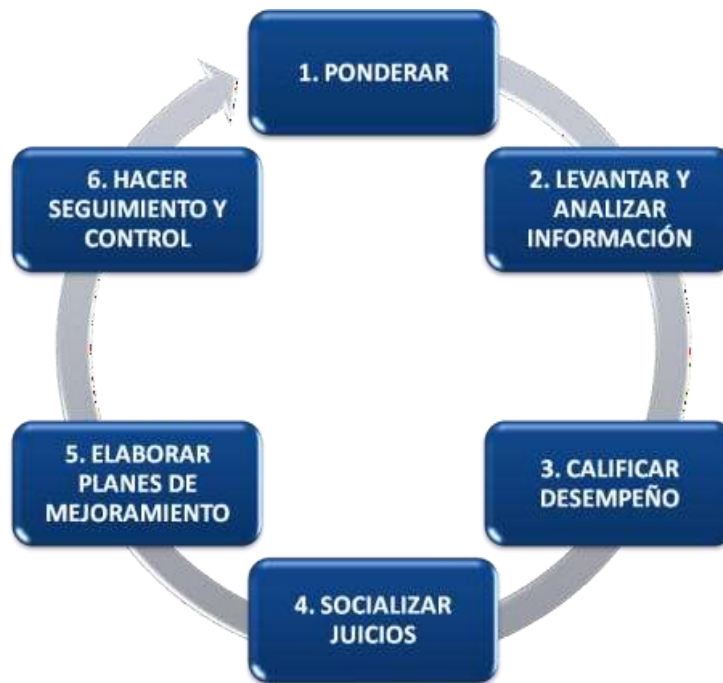 1. PONDERAR
2. LEVANTAR Y
ANALIZAR
INFORMACIÓN
3. CALIFICAR
DESEMPEÑO
4. SOCIALIZAR
JUICIOS
5. ELABORAR
PLANES DE
MEJORAMIENTO
6. HACER
SEGUIMIENTO Y
CONTROL